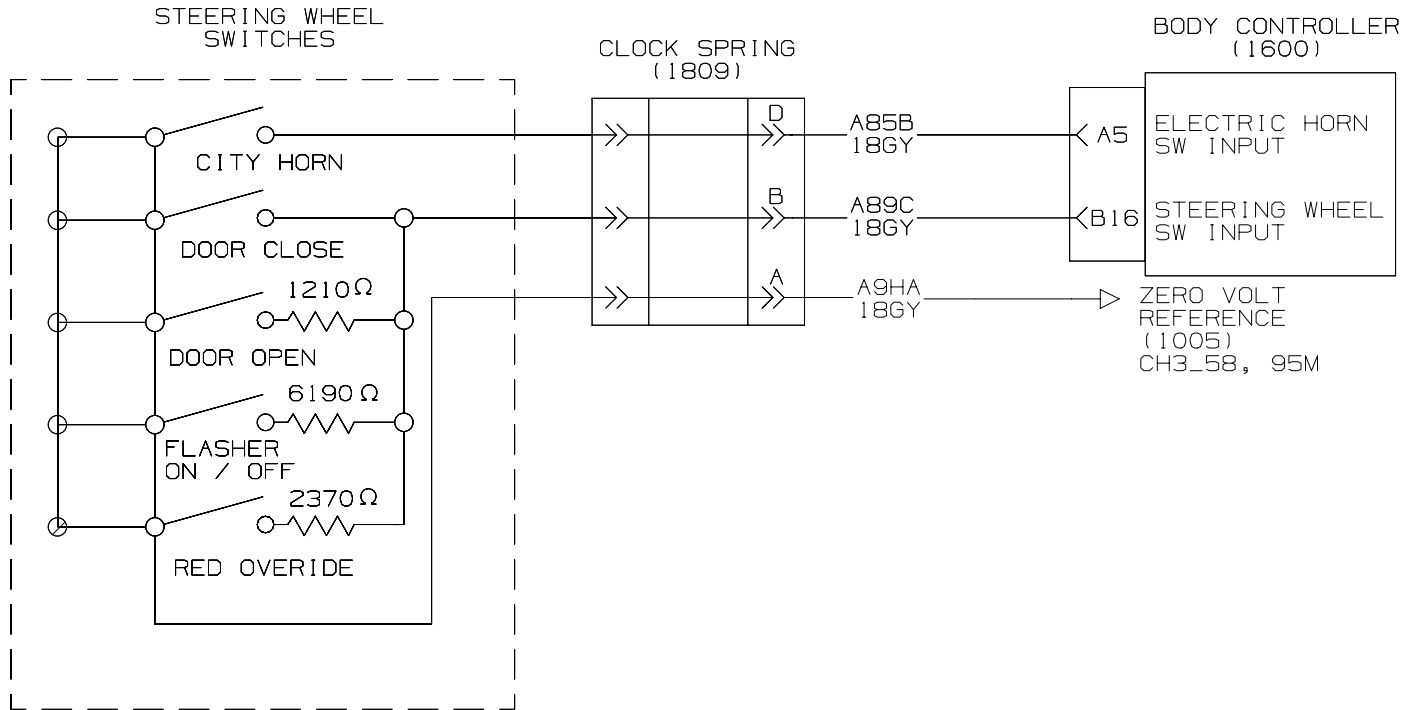 STEERING WHEEL
SWITCHES
CLOCK SPRING
(1809)
BODY CONTROLLER
(1600)
CITY HORN
D
A85B
18GY
A5
ELECTRIC HORN
SW INPUT
DOOR CLOSE
B
A89C
18GY
B16
STEERING WHEEL
SW INPUT
1210Ω
DOOR OPEN
A
A9HA
18GY
ZERO VOLT
REFERENCE
(1005)
CH3_58, 95M
6190Ω
FLASHER
ON / OFF
2370Ω
RED OVERIDE